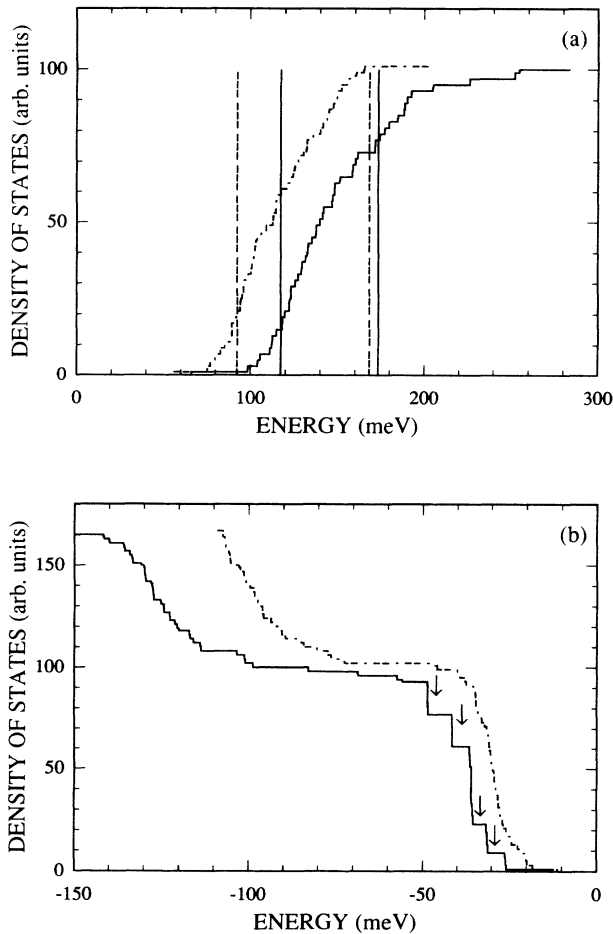 (a)
100
50
0
DENSITY OF STATES (arb. units)
0 100 200 300
ENERGY (meV)
(b)
150
100
50
0
DENSITY OF STATES (arb. units)
-150 -100 -50 0
ENERGY (meV)